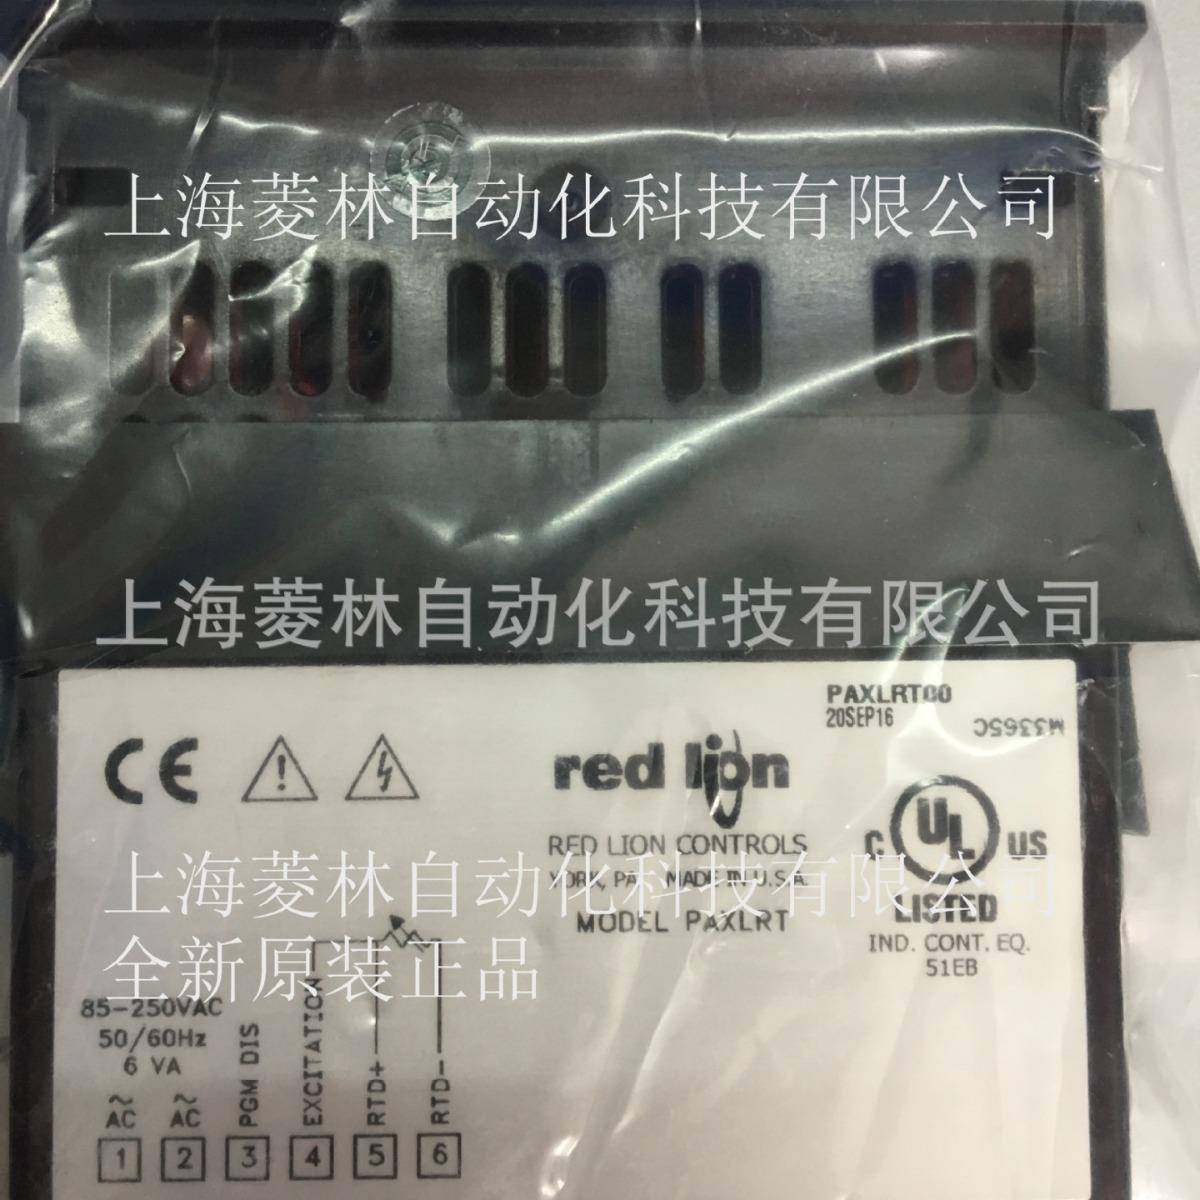 上海菱林自动化科技有限公司
上海菱林自动化科技有限公司
PAXLRT00
20SEP16
M3365C
CE
red lion
RED LION CONTROLS
YORK, PA. MADE IN U.S.A.
MODEL PAXLRT
C UL US
LISTED
IND. CONT. EQ.
51EB
上海菱林自动化科技有限公司
全新原装正品
85-250VAC
50/60Hz
6 VA
AC
AC
PGM DIS
EXCITATION
RTD+
RTD-
1 2 3 4 5 6